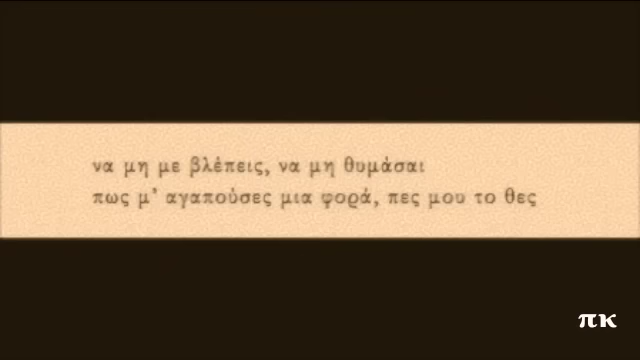 να μη με βλέπεις, να μη θυμάσαι
πως μ' αγαπούσες μια φορά, πες μου το θες
πκ